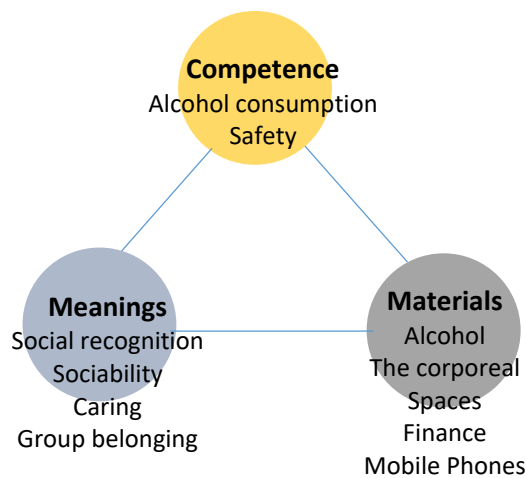 Competence
Alcohol consumption
Safety
Meanings
Social recognition
Sociability
Caring
Group belonging
Materials
Alcohol
The corporeal
Spaces
Finance
Mobile Phones